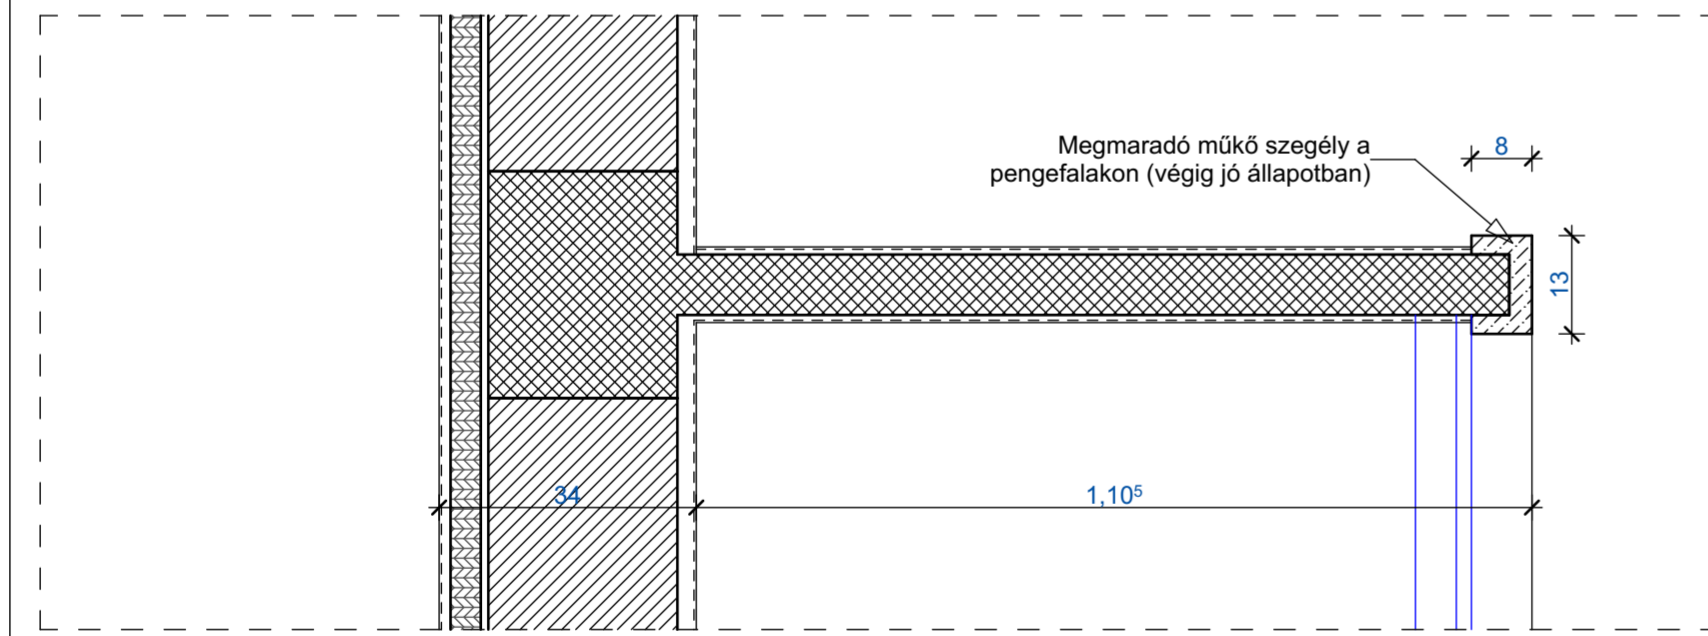 Megmaradó műkő szegély a
pengefalakon (végig jó állapotban)
8
13
34
1,10⁵